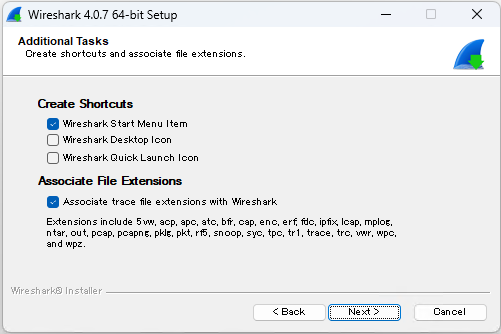 Wireshark 4.0.7 64-bit Setup
Additional Tasks
Create shortcuts and associate file extensions.
Create Shortcuts
Wireshark Start Menu Item
Wireshark Desktop Icon
Wireshark Quick Launch Icon
Associate File Extensions
Associate trace file extensions with Wireshark
Extensions include 5vw, acp, apc, atc, bfr, cap, enc, erf, fdc, ipfix, lcap, mplog,
ntar, out, pcap, pcapng, pklg, pkt, rf5, snoop, syc, tpc, tr1, trace, trc, vwr, wpc,
and wpz.
Wireshark® Installer
< Back
Next >
Cancel